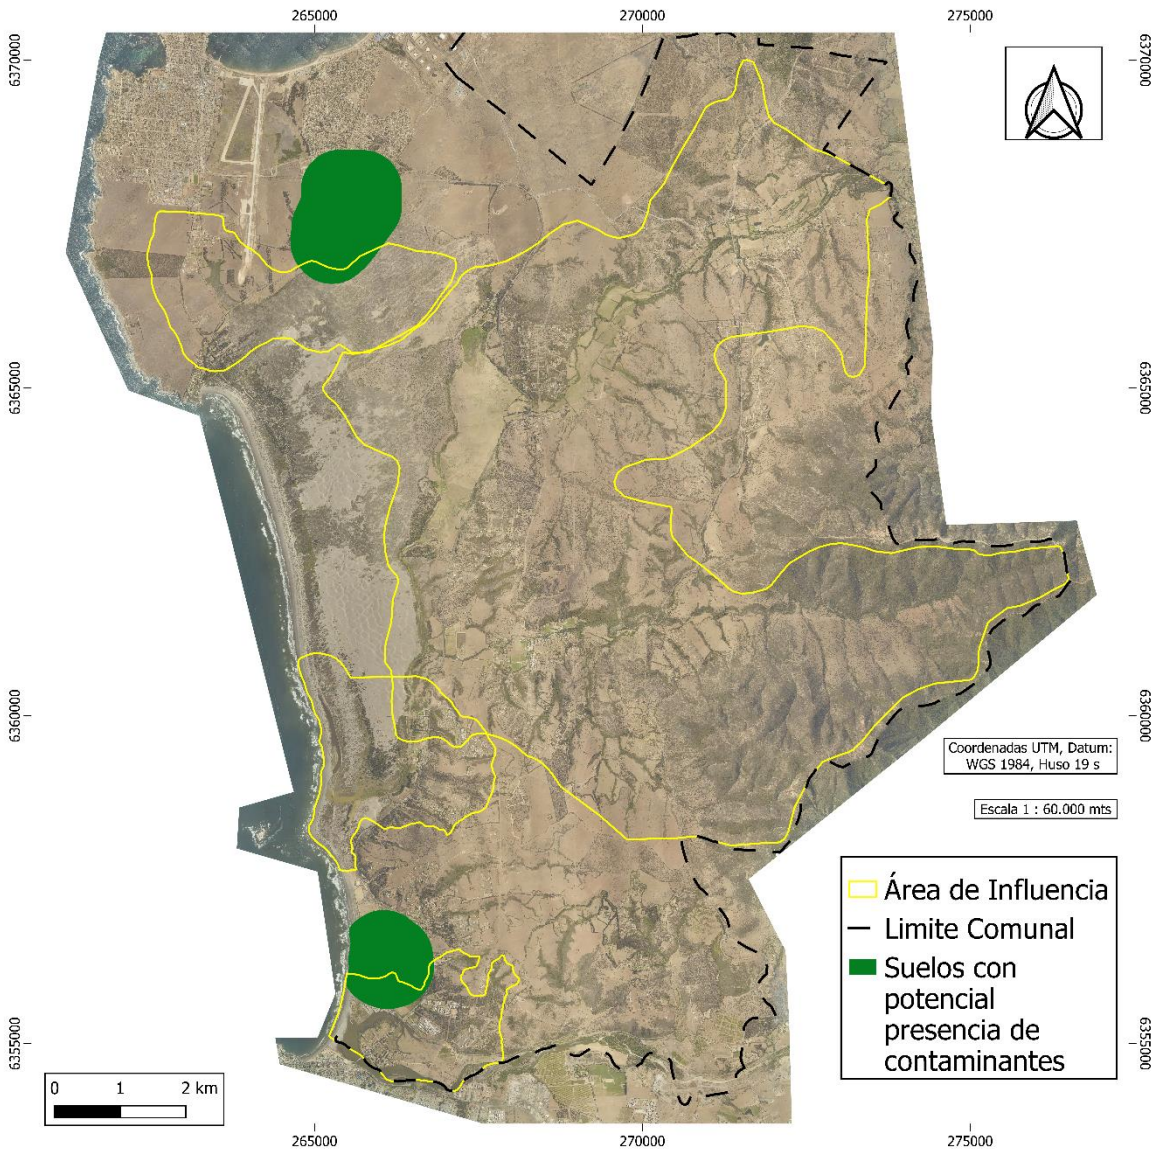 265000
270000
275000
6370000
6370000
6365000
6365000
6360000
6360000
Coordenadas UTM, Datum:
WGS 1984, Huso 19 s
Escala 1 : 60.000 mts
Área de Influencia
Limite Comunal
Suelos con
potencial
presencia de
contaminantes
6355000
6355000
0 1 2 km
265000
270000
275000